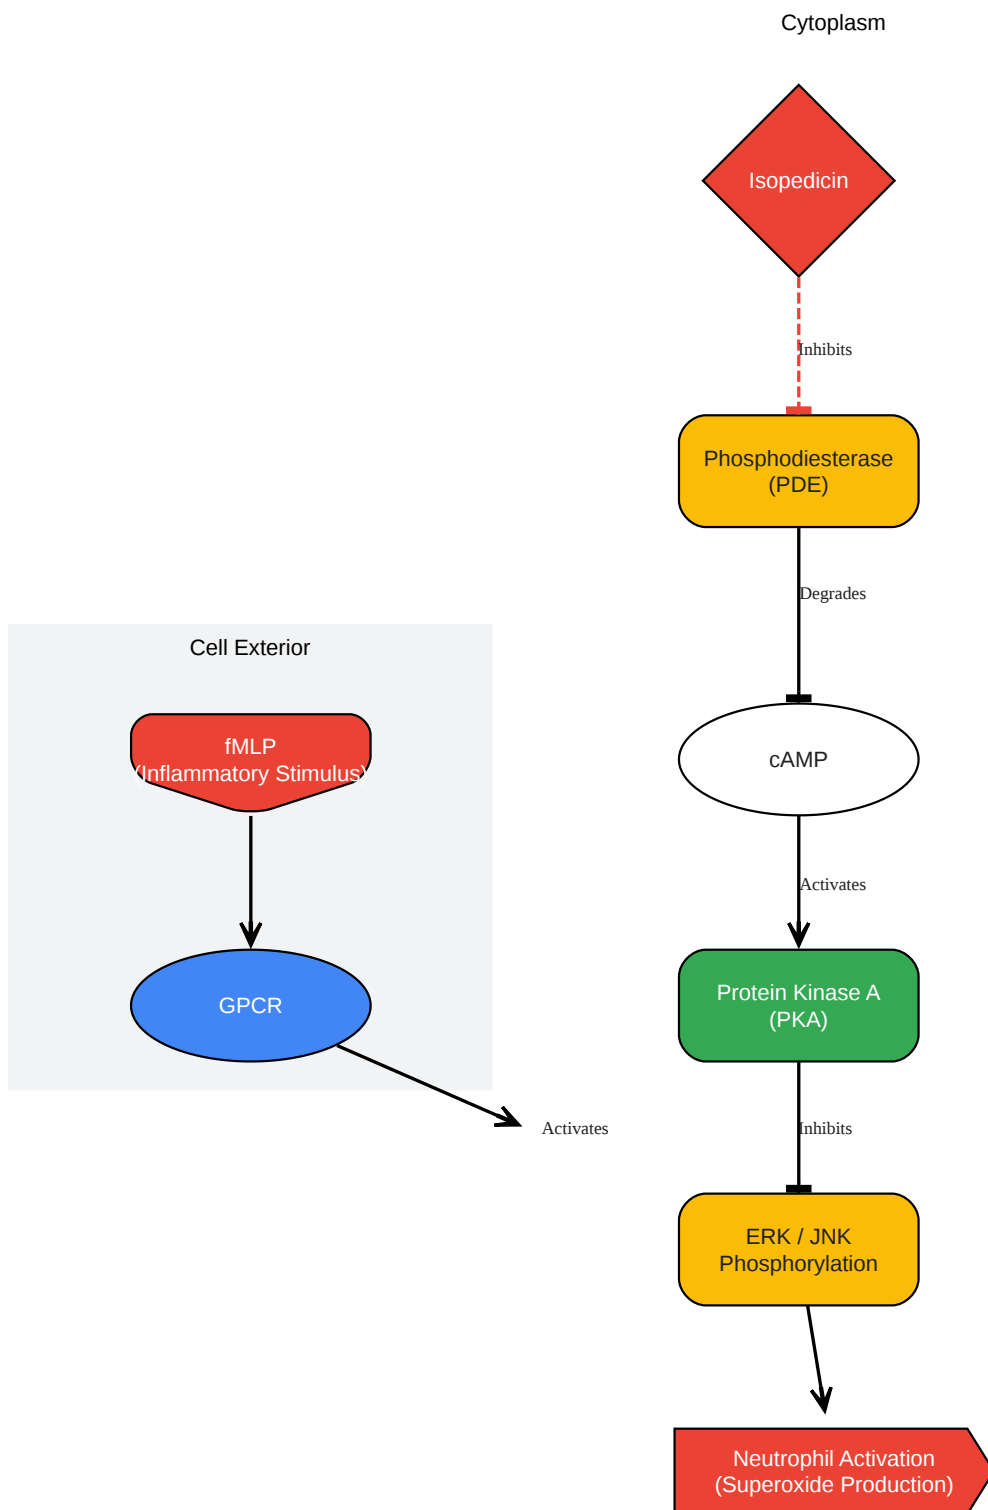 Cytoplasm
Isopedicin
Inhibits
Phosphodiesterase
(PDE)
Degrades
Cell Exterior
fMLP
(Inflammatory Stimulus)
cAMP
Activates
GPCR
Protein Kinase A
(PKA)
Activates
Inhibits
ERK / JNK
Phosphorylation
Neutrophil Activation
(Superoxide Production)